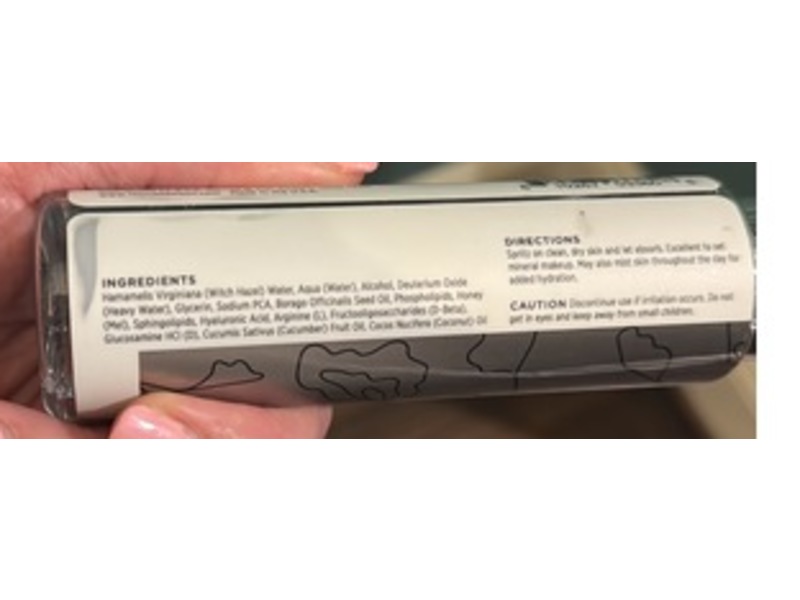 INGREDIENTS
Hamamelis Virginiana (Witch Hazel) Water, Aqua (Water), Alcohol, Deuterium Oxide
(Heavy Water), Glycerin, Sodium PCA, Borago Officinalis Seed Oil, Phospholipids, Honey
(Mel), Sphingolipids, Hyaluronic Acid, Arginine (L), Fructooligosaccharides (D-Beta),
Glucosamine HCl (D), Cucumis Sativus (Cucumber) Fruit Oil, Cocos Nucifera (Coconut) Oil
DIRECTIONS
Spritz on clean, dry skin and let absorb. Excellent to set
mineral makeup. May also mist skin throughout the day for
added hydration.
CAUTION Discontinue use if irritation occurs. Do not
get in eyes and keep away from small children.